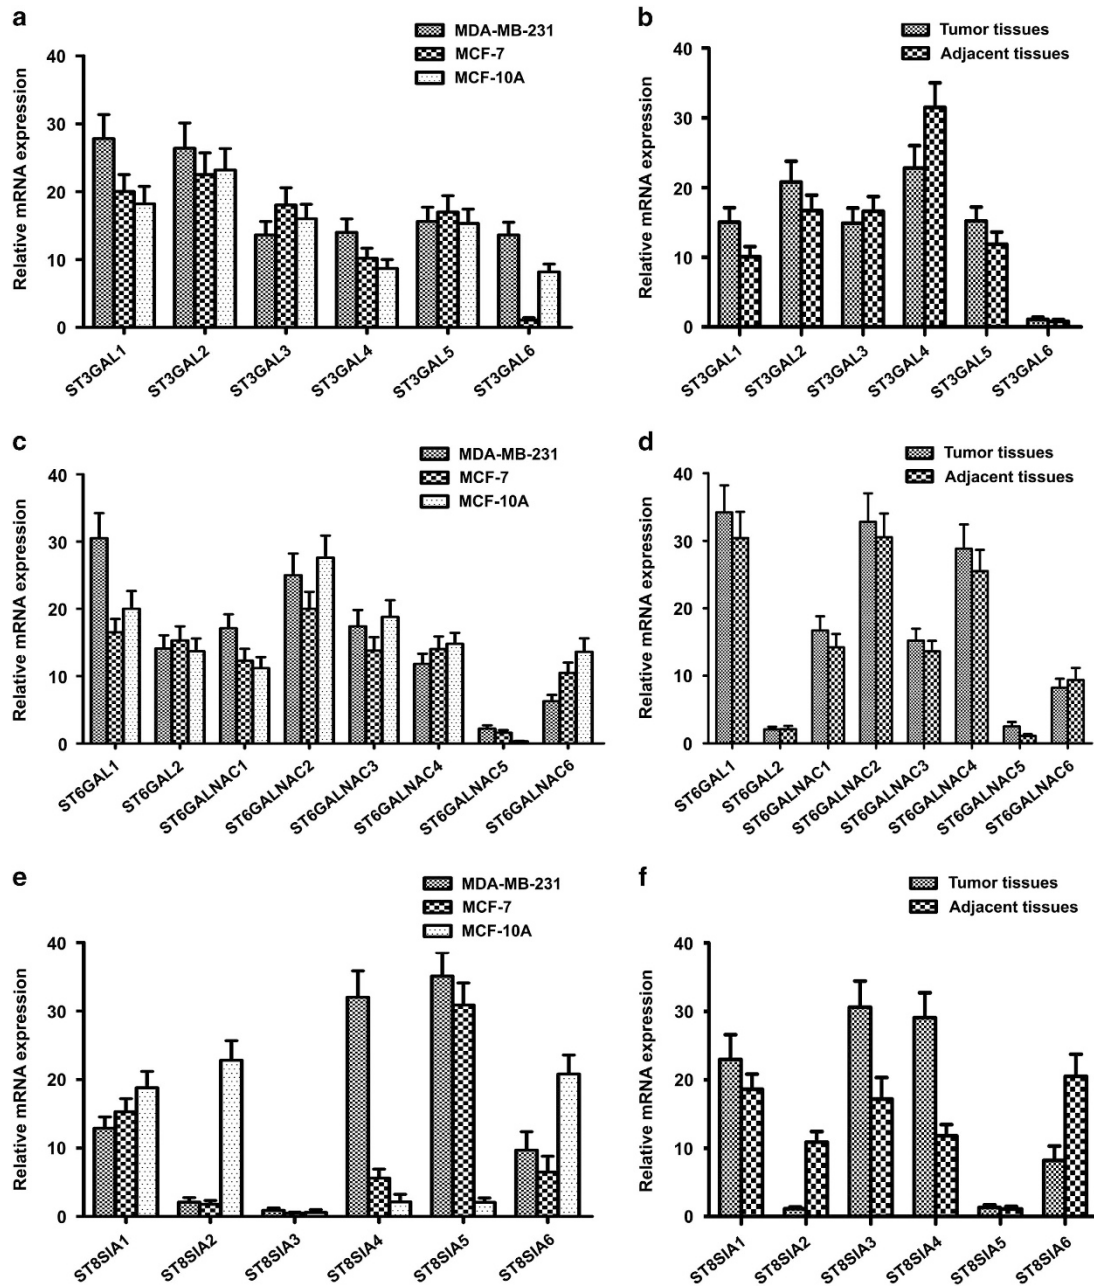 a
MDA-MB-231
MCF-7
MCF-10A
Relative mRNA expression
40
30
20
10
0
ST3GAL1
ST3GAL2
ST3GAL3
ST3GAL4
ST3GAL5
ST3GAL6
b
Tumor tissues
Adjacent tissues
Relative mRNA expression
40
30
20
10
0
ST3GAL1
ST3GAL2
ST3GAL3
ST3GAL4
ST3GAL5
ST3GAL6
c
MDA-MB-231
MCF-7
MCF-10A
Relative mRNA expression
40
30
20
10
0
ST6GAL1
ST6GAL2
ST6GALNAC1
ST6GALNAC2
ST6GALNAC3
ST6GALNAC4
ST6GALNAC5
ST6GALNAC6
d
Tumor tissues
Adjacent tissues
Relative mRNA expression
40
30
20
10
0
ST6GAL1
ST6GAL2
ST6GALNAC1
ST6GALNAC2
ST6GALNAC3
ST6GALNAC4
ST6GALNAC5
ST6GALNAC6
e
MDA-MB-231
MCF-7
MCF-10A
Relative mRNA expression
40
30
20
10
0
ST8SIA1
ST8SIA2
ST8SIA3
ST8SIA4
ST8SIA5
ST8SIA6
f
Tumor tissues
Adjacent tissues
Relative mRNA expression
40
30
20
10
0
ST8SIA1
ST8SIA2
ST8SIA3
ST8SIA4
ST8SIA5
ST8SIA6